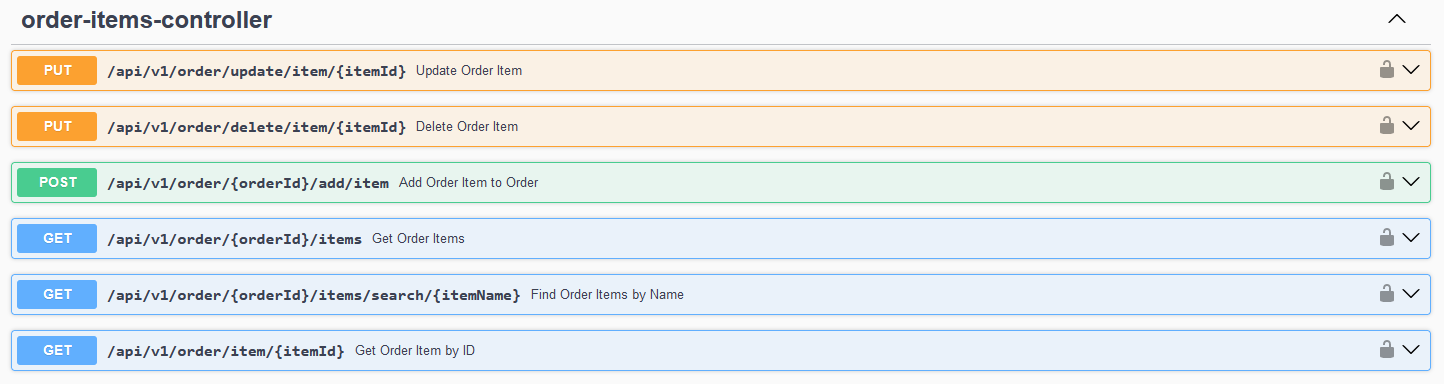 order-items-controller
PUT /api/v1/order/update/item/{itemId} Update Order Item
PUT /api/v1/order/delete/item/{itemId} Delete Order Item
POST /api/v1/order/{orderId}/add/item Add Order Item to Order
GET /api/v1/order/{orderId}/items Get Order Items
GET /api/v1/order/{orderId}/items/search/{itemName} Find Order Items by Name
GET /api/v1/order/item/{itemId} Get Order Item by ID